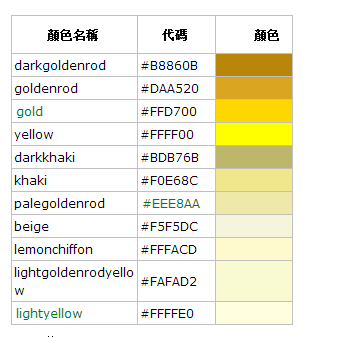 顏色名稱 代碼 顏色
darkgoldenrod #B8860B
goldenrod #DAA520
gold #FFD700
yellow #FFFF00
darkkhaki #BDB76B
khaki #F0E68C
palegoldenrod #EEE8AA
beige #F5F5DC
lemonchiffon #FFFACD
lightgoldenrodyello
w #FAFAD2
lightyellow #FFFFE0